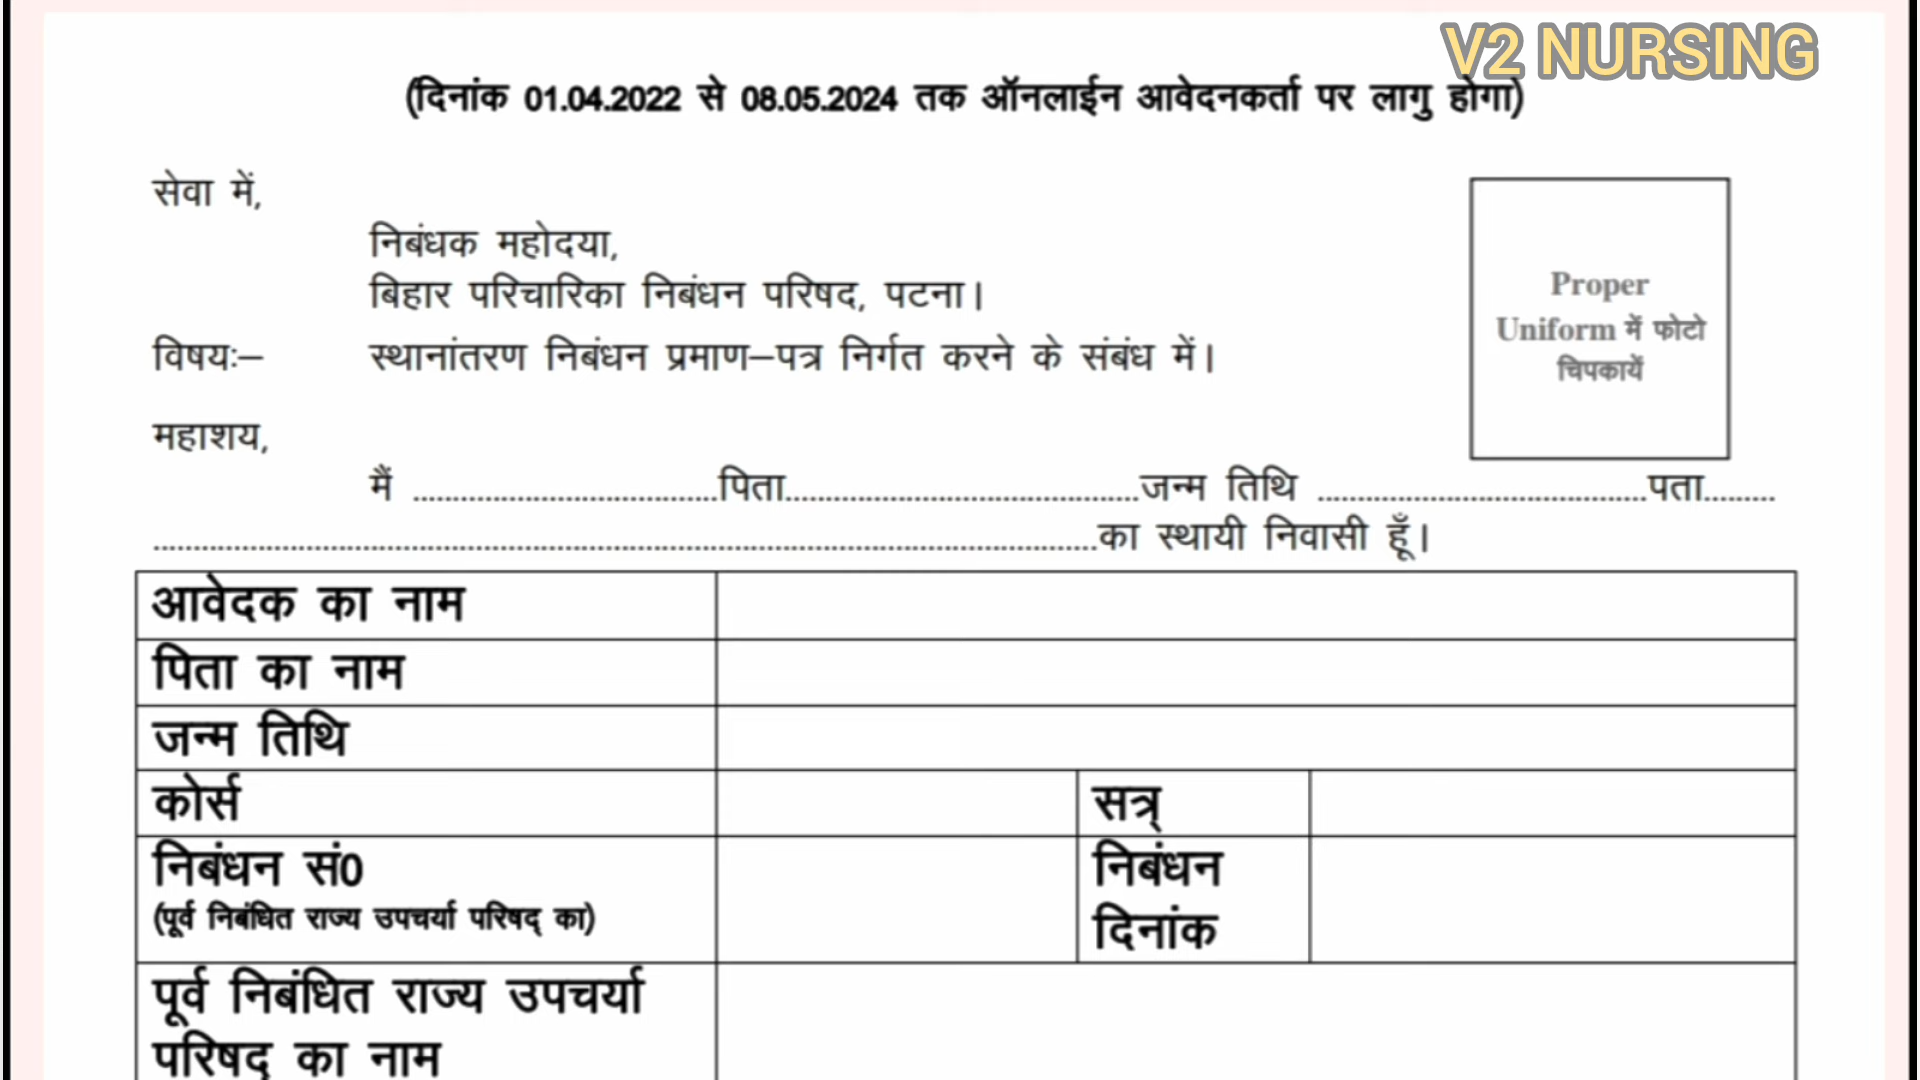 V2 NURSING
(दिनांक 01.04.2022 से 08.05.2024 तक ऑनलाईन आवेदनकर्ता पर लागु होगा)
सेवा में,
निबंधक महोदया,
बिहार परिचारिका निबंधन परिषद, पटना।
विषयः– स्थानांतरण निबंधन प्रमाण–पत्र निर्गत करने के संबंध में।
Proper
Uniform में फोटो
चिपकायें
महाशय,
मैं ......................................पिता............................................जन्म तिथि .........................................पता.........
......................................................................................................................का स्थायी निवासी हूँ।
आवेदक का नाम
पिता का नाम
जन्म तिथि
कोर्स सत्र्
निबंधन सं0 निबंधन
(पूर्व निबंधित राज्य उपचर्या परिषद् का) दिनांक
पूर्व निबंधित राज्य उपचर्या
परिषद् का नाम